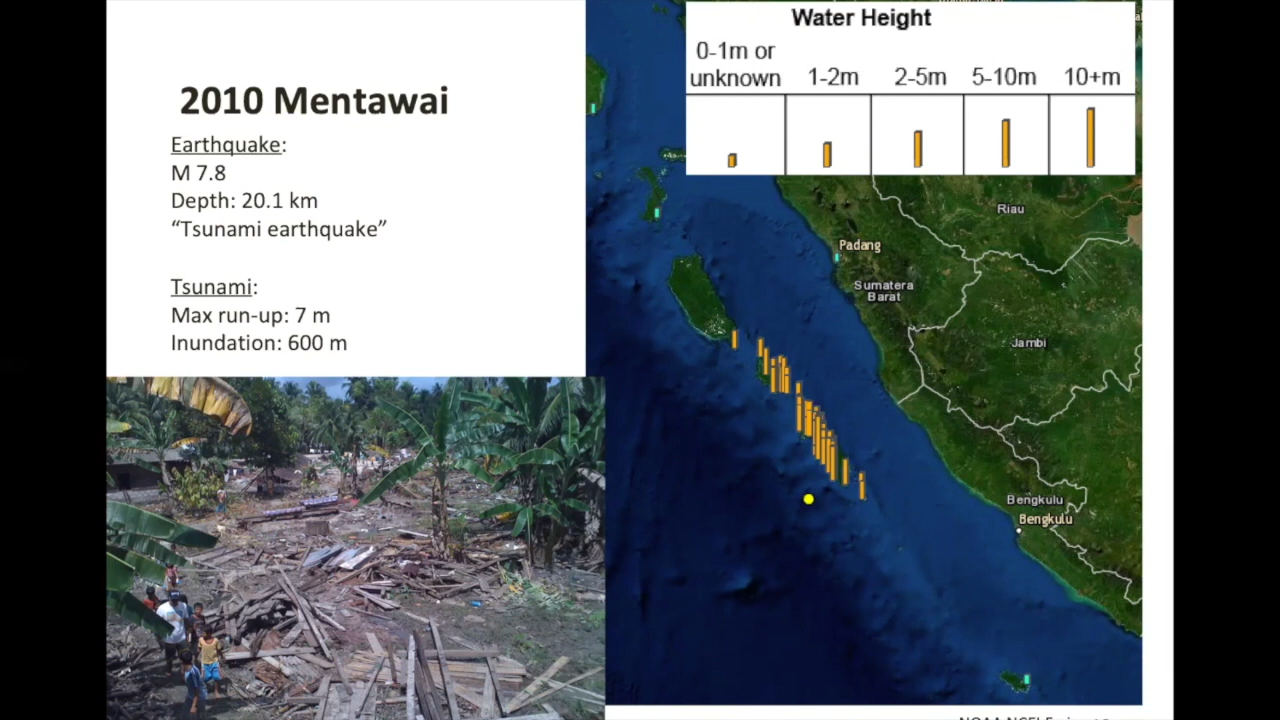 2010 Mentawai
Earthquake:
M 7.8
Depth: 20.1 km
“Tsunami earthquake”
Tsunami:
Max run-up: 7 m
Inundation: 600 m
Water Height
0-1m or
unknown
1-2m
2-5m
5-10m
10+m
Riau
Padang
Sumatera
Barat
Jambi
Bengkulu
Bengkulu